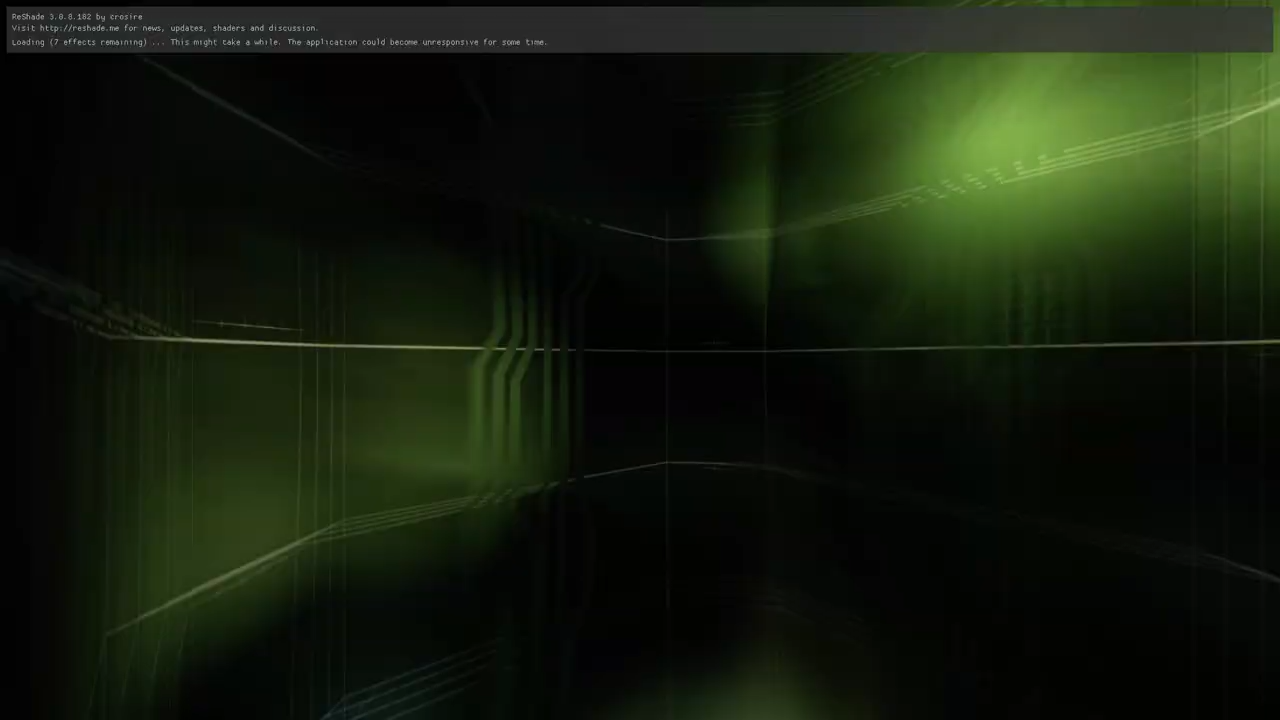 ReShade 3.0.8.182 by crosire
Visit http://reshade.me for news, updates, shaders and discussion.
Loading (7 effects remaining) ... This might take a while. The application could become unresponsive for some time.